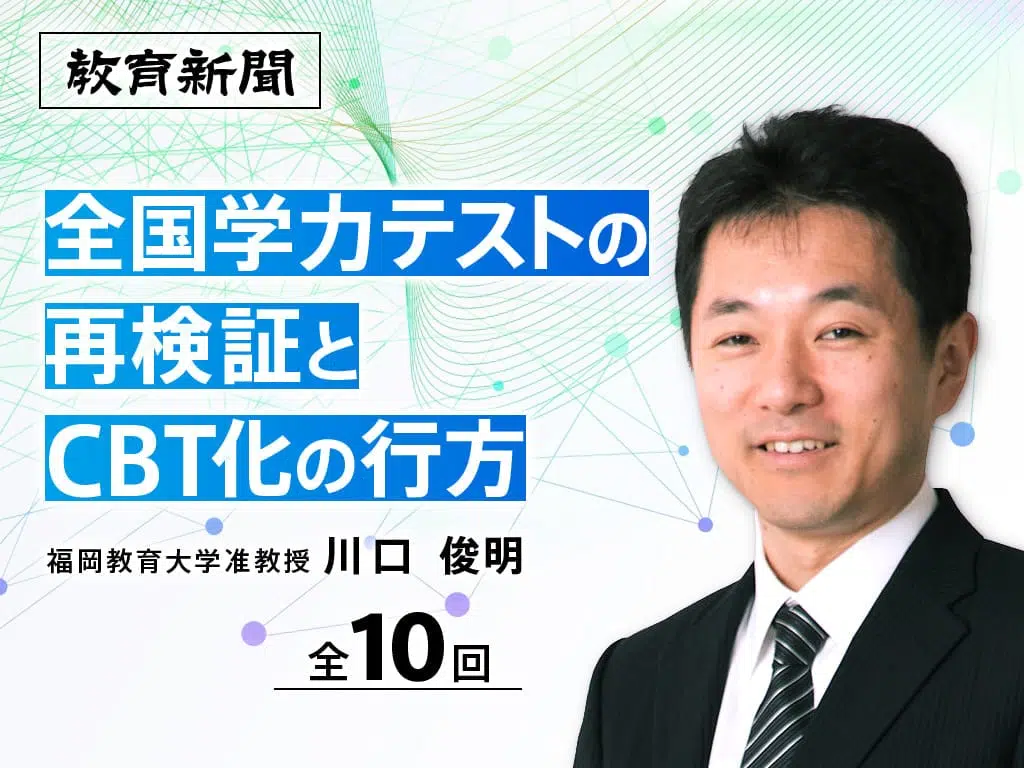 教育新聞
全国学力テストの
再検証と
CBT化の行方
福岡教育大学准教授 川口 俊明
全10回